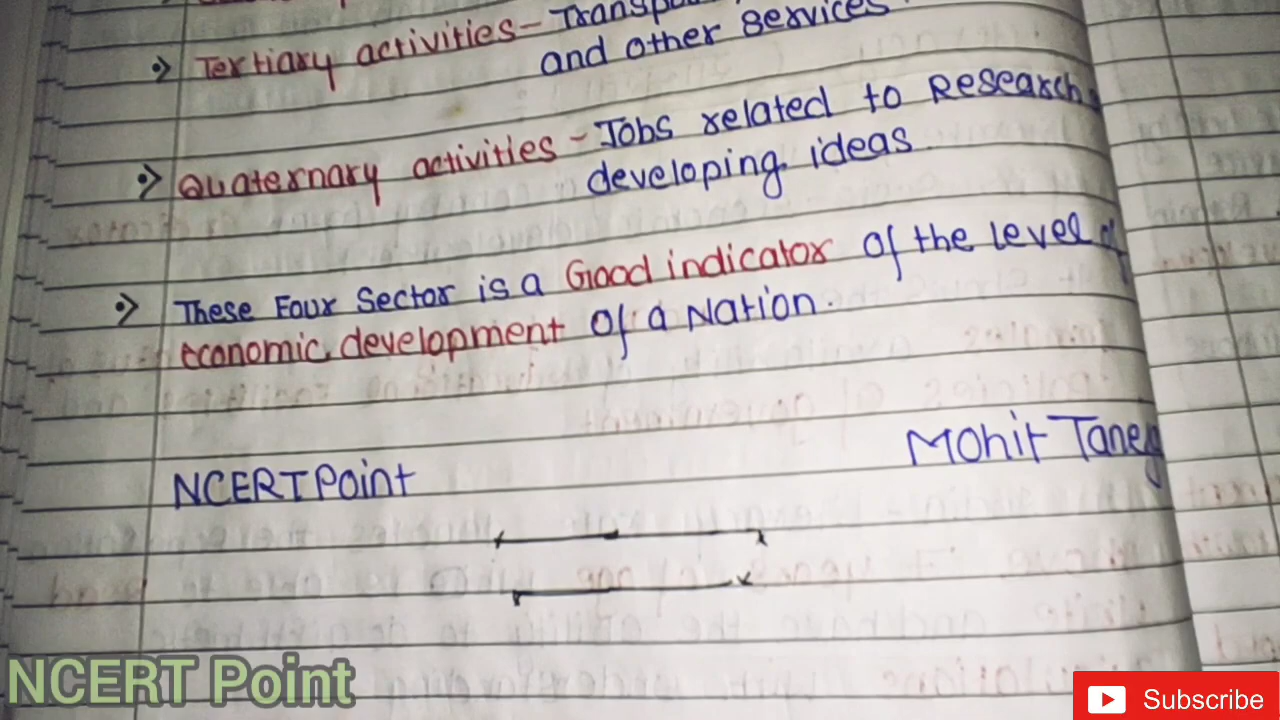 ·> Tertiary activities -
and other services
·> Quaternary activities - Jobs related to Research,
developing ideas
·> These Four Sector is a Good indicator of the level of
economic development of a Nation.
Mohit
NCERT Point
NCERT Point
Subscribe